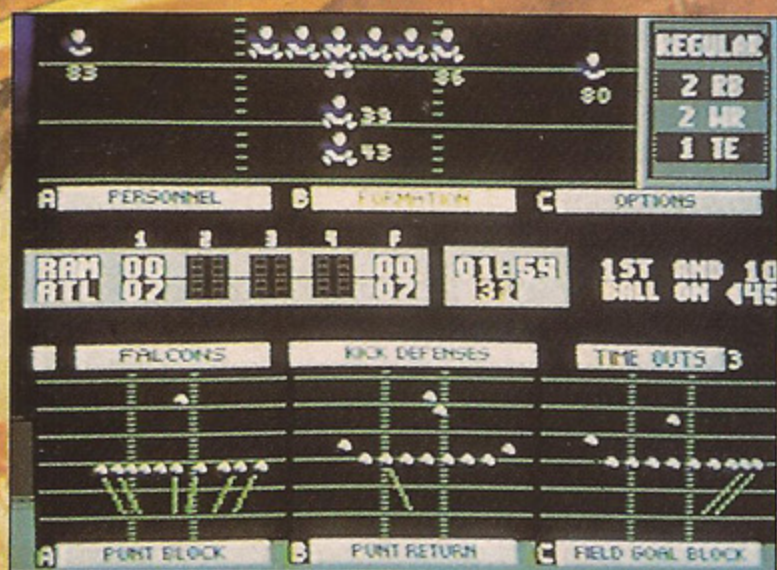 REGULAR
83
86
80
2 RB
39
2 WR
43
1 TE
A PERSONNEL B FORMATION C OPTIONS
1 2 3 4 F
RAM 00 00 01:59 1ST AND 10
ATL 07 07 32 BALL ON ◀45
FALCONS KICK DEFENSES TIME OUTS 3
A PUNT BLOCK B PUNT RETURN C FIELD GOAL BLOCK